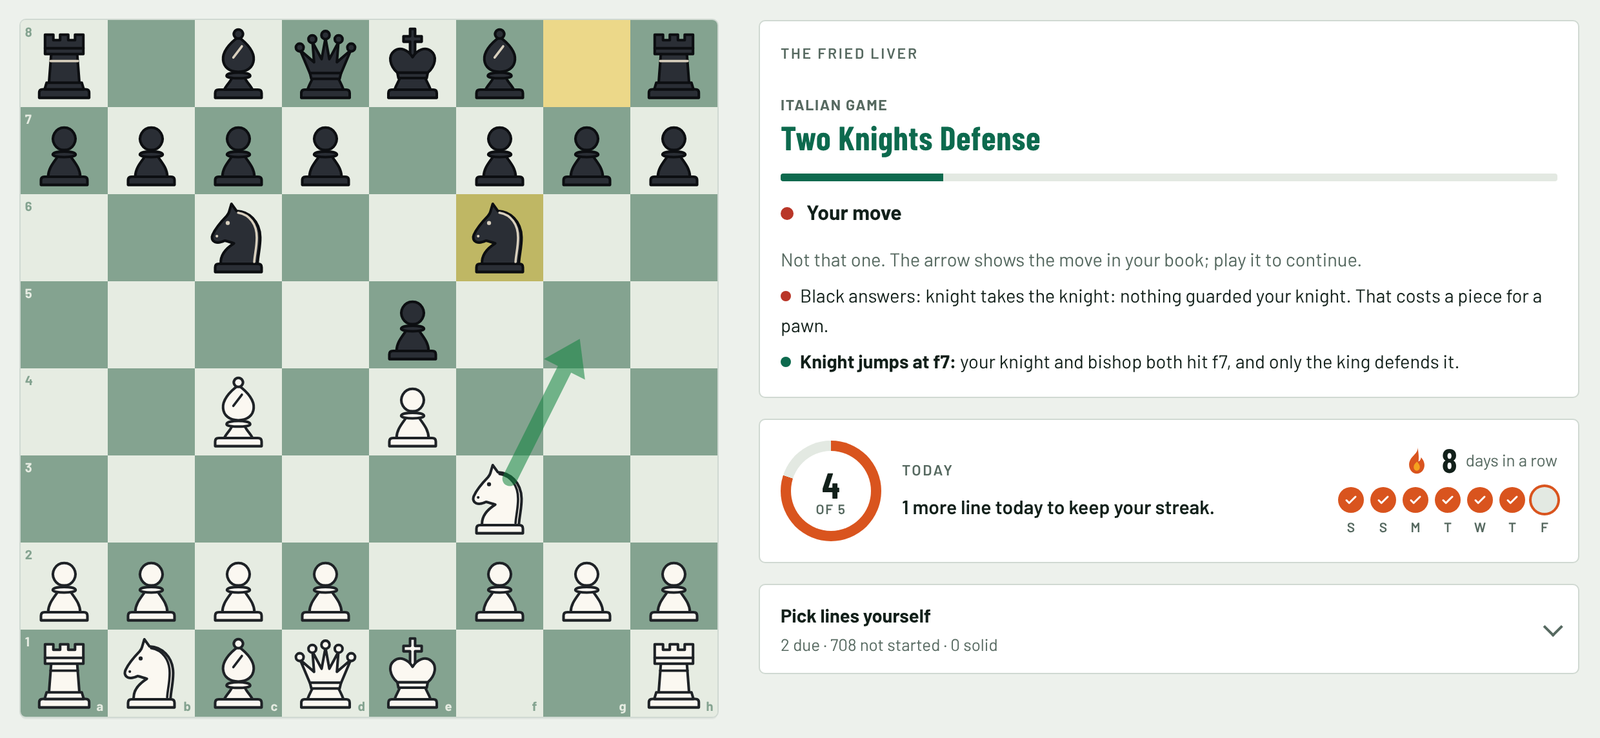 8
7
6
5
4
3
2
1
a
b
c
d
e
f
g
h
THE FRIED LIVER
ITALIAN GAME
Two Knights Defense
Your move
Not that one. The arrow shows the move in your book; play it to continue.
Black answers: knight takes the knight: nothing guarded your knight. That costs a piece for a
pawn.
Knight jumps at f7: your knight and bishop both hit f7, and only the king defends it.
4
OF 5
TODAY
1 more line today to keep your streak.
8 days in a row
S S M T W T F
Pick lines yourself
2 due · 708 not started · 0 solid